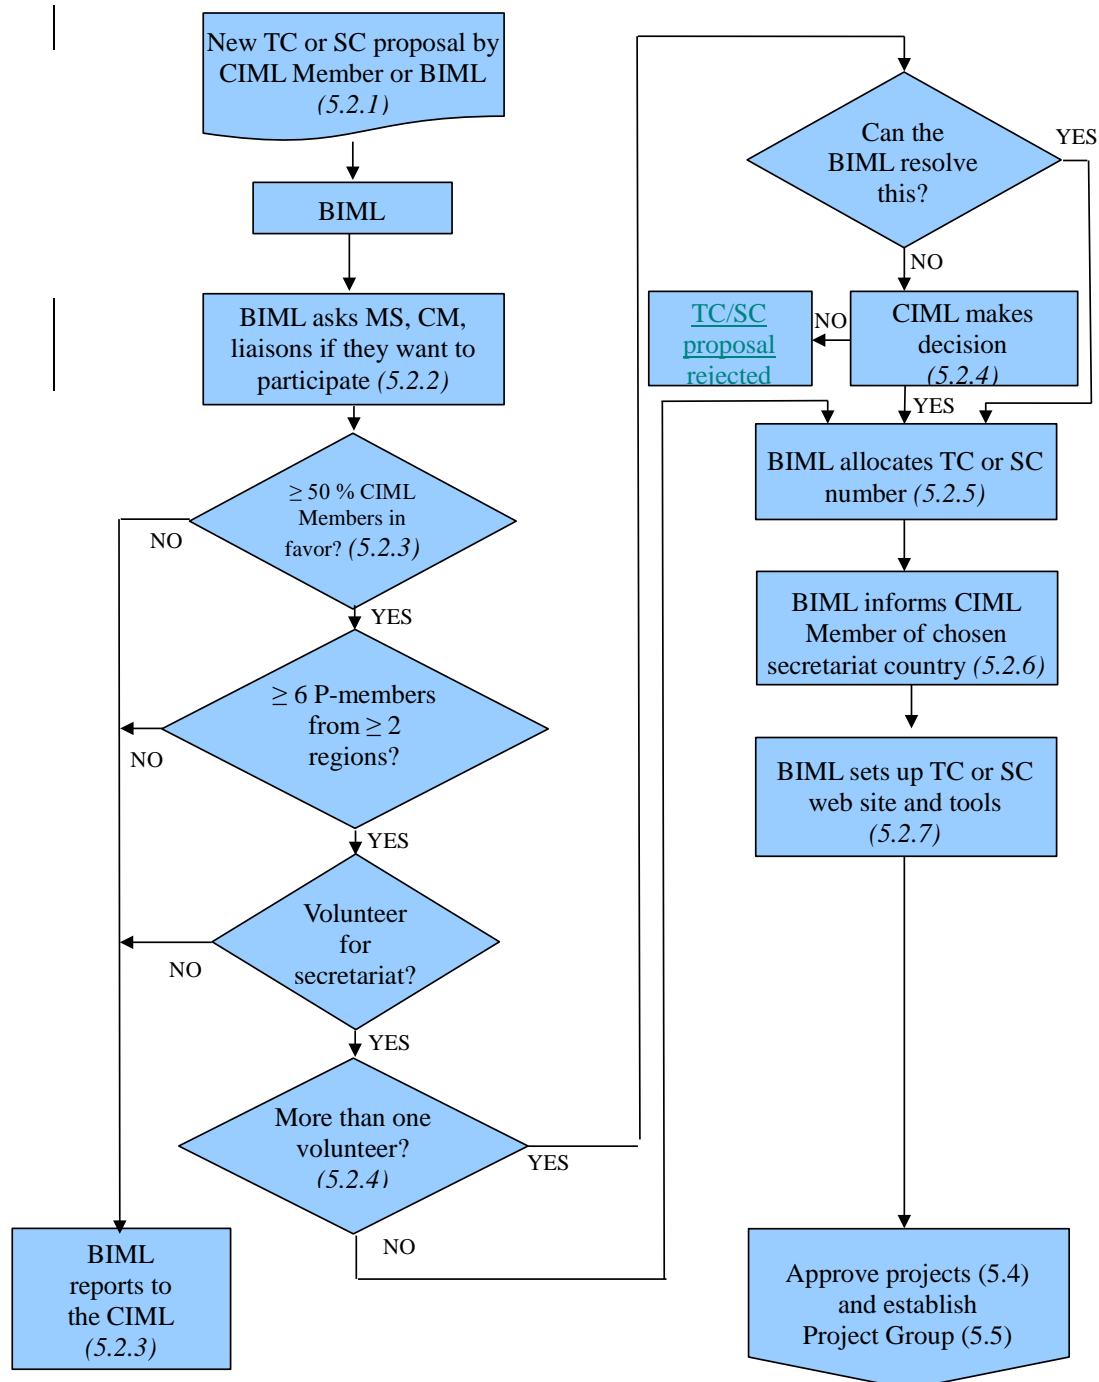 New TC or SC proposal by
CIML Member or BIML
(5.2.1)
BIML
BIML asks MS, CM,
liaisons if they want to
participate (5.2.2)
≥ 50 % CIML
Members in
favor? (5.2.3)
NO
YES
≥ 6 P-members
from ≥ 2
regions?
NO
YES
Volunteer
for
secretariat?
NO
YES
More than one
volunteer?
(5.2.4)
YES
NO
BIML
reports to
the CIML
(5.2.3)
Can the
BIML resolve
this?
YES
NO
CIML makes
decision
(5.2.4)
NO
TC/SC
proposal
rejected
YES
BIML allocates TC or SC
number (5.2.5)
BIML informs CIML
Member of chosen
secretariat country (5.2.6)
BIML sets up TC or SC
web site and tools
(5.2.7)
Approve projects (5.4)
and establish
Project Group (5.5)